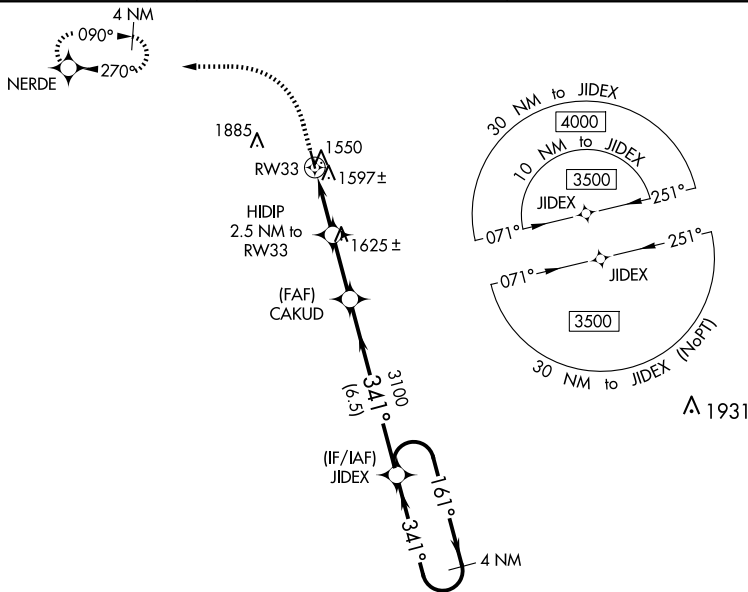 4 NM
090°
270°
NERDE
1885
1550
RW33
1597±
HIDIP
2.5 NM to
RW33
1625±
(FAF)
CAKUD
3100
341°
(6.5)
(IF/IAF)
JIDEX
161°
341°
4 NM
30 NM to JIDEX
4000
10 NM to JIDEX
3500
JIDEX
251°
071°
251°
071°
JIDEX
3500
30 NM to JIDEX (NoPT)
1931